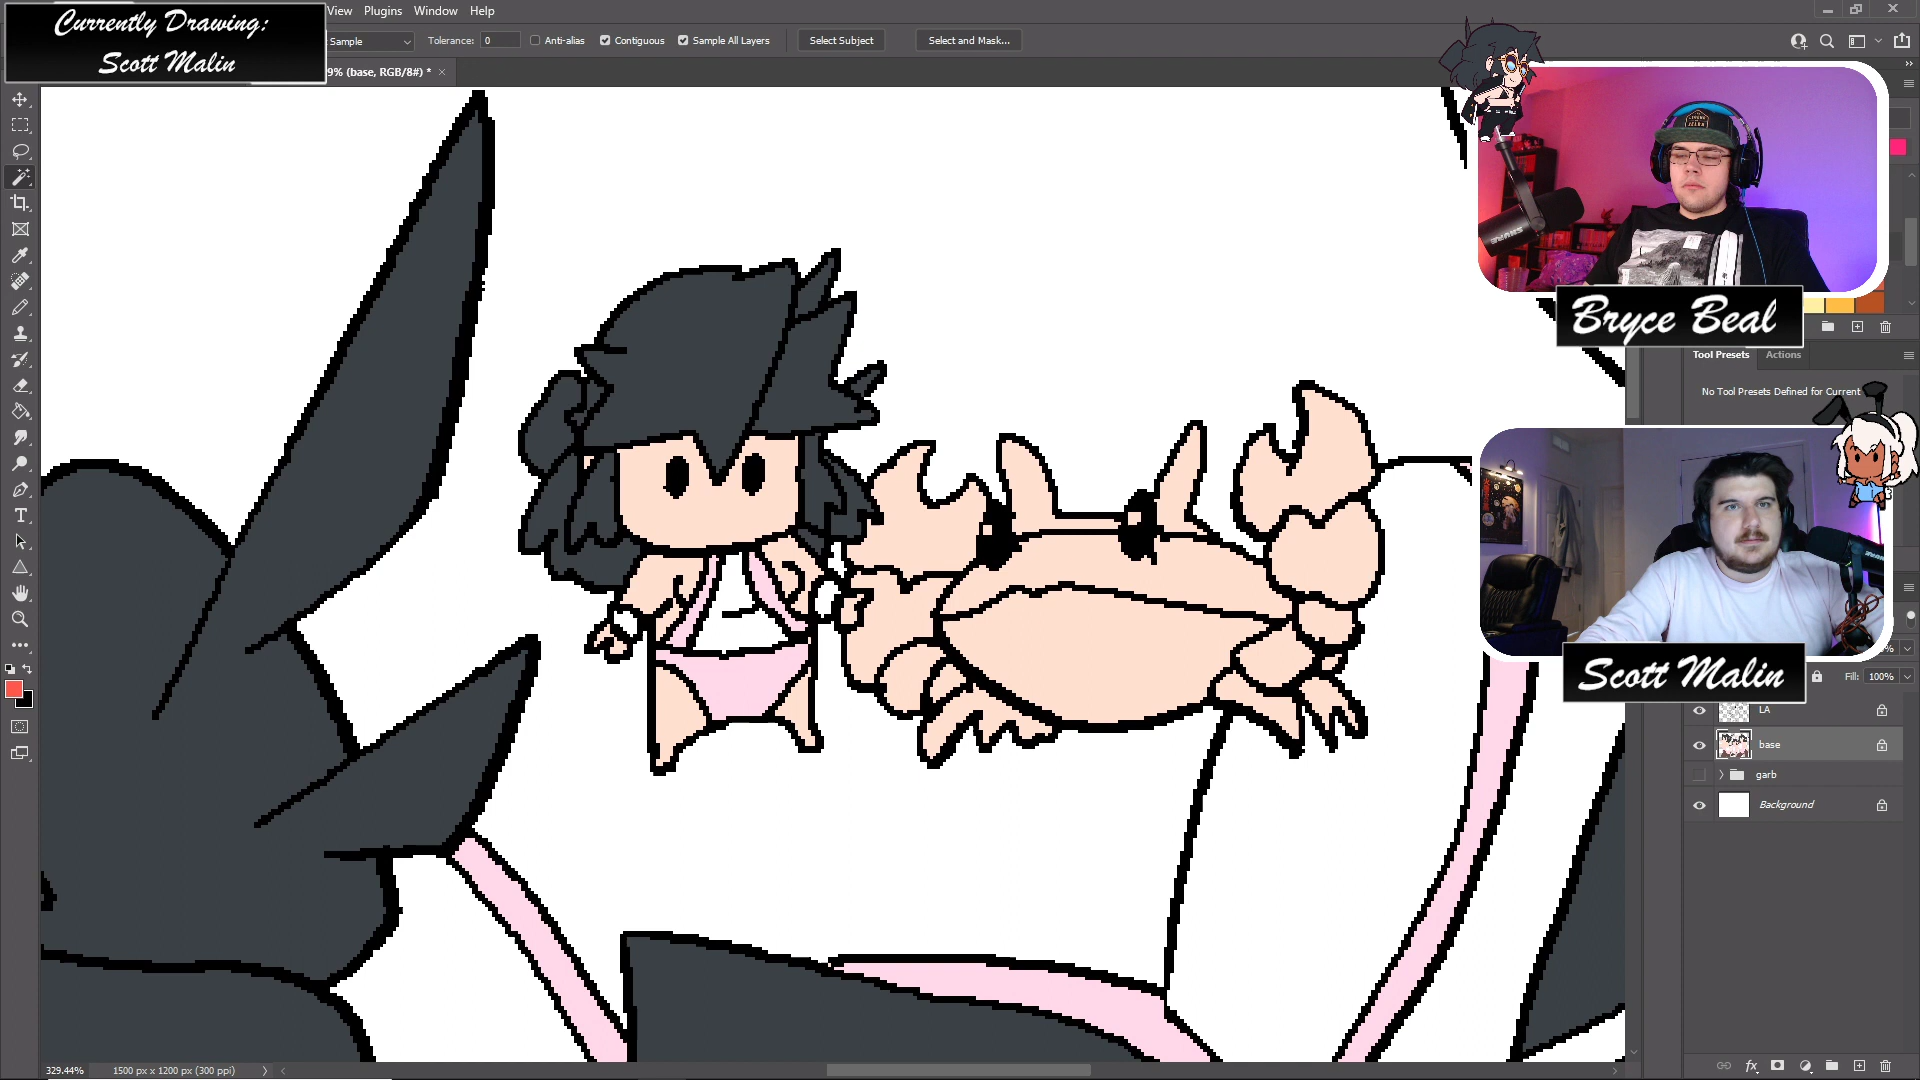 Currently Drawing:
Scott Malin
View Plugins Window Help
Sample Tolerance: 0 Anti-alias Contiguous Sample All Layers Select Subject Select and Mask...
9% (base, RGB/8#) *
Bryce Beal
Tool Presets Actions
No Tool Presets Defined for Current
Scott Malin
Fill: 100%
LA
base
garb
Background
329.44% 1500 px x 1200 px (300 ppi)
SHURE